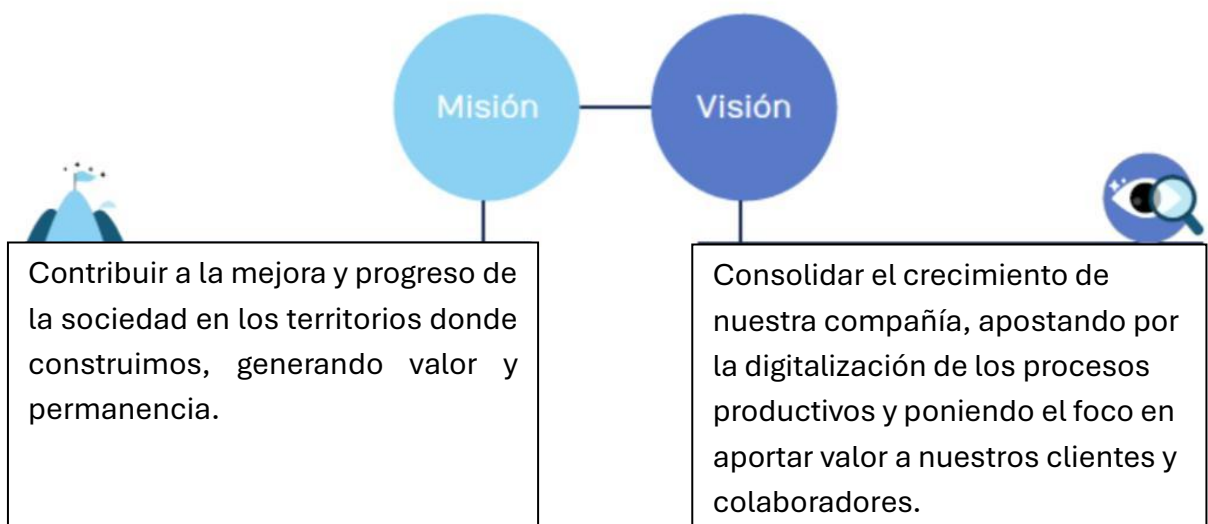 Misión
Visión
Contribuir a la mejora y progreso de
la sociedad en los territorios donde
construimos, generando valor y
permanencia.
Consolidar el crecimiento de
nuestra compañía, apostando por
la digitalización de los procesos
productivos y poniendo el foco en
aportar valor a nuestros clientes y
colaboradores.